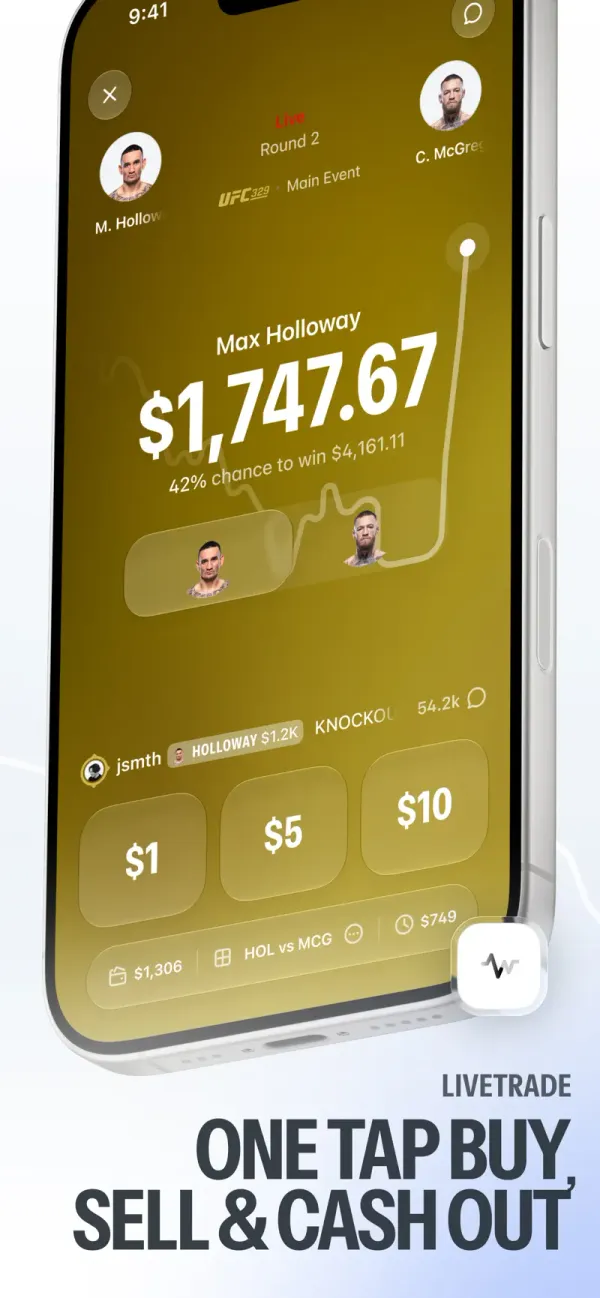 9:41
Live
Round 2
UFC 329 · Main Event
M. Hollow
C. McGreg
Max Holloway
$1,747.67
42% chance to win $4,161.11
jsmth HOLLOWAY $1.2K KNOCKOU 54.2k
$1
$5
$10
$1,306 HOL vs MCG $749
LIVETRADE
ONE TAP BUY,
SELL & CASH OUT